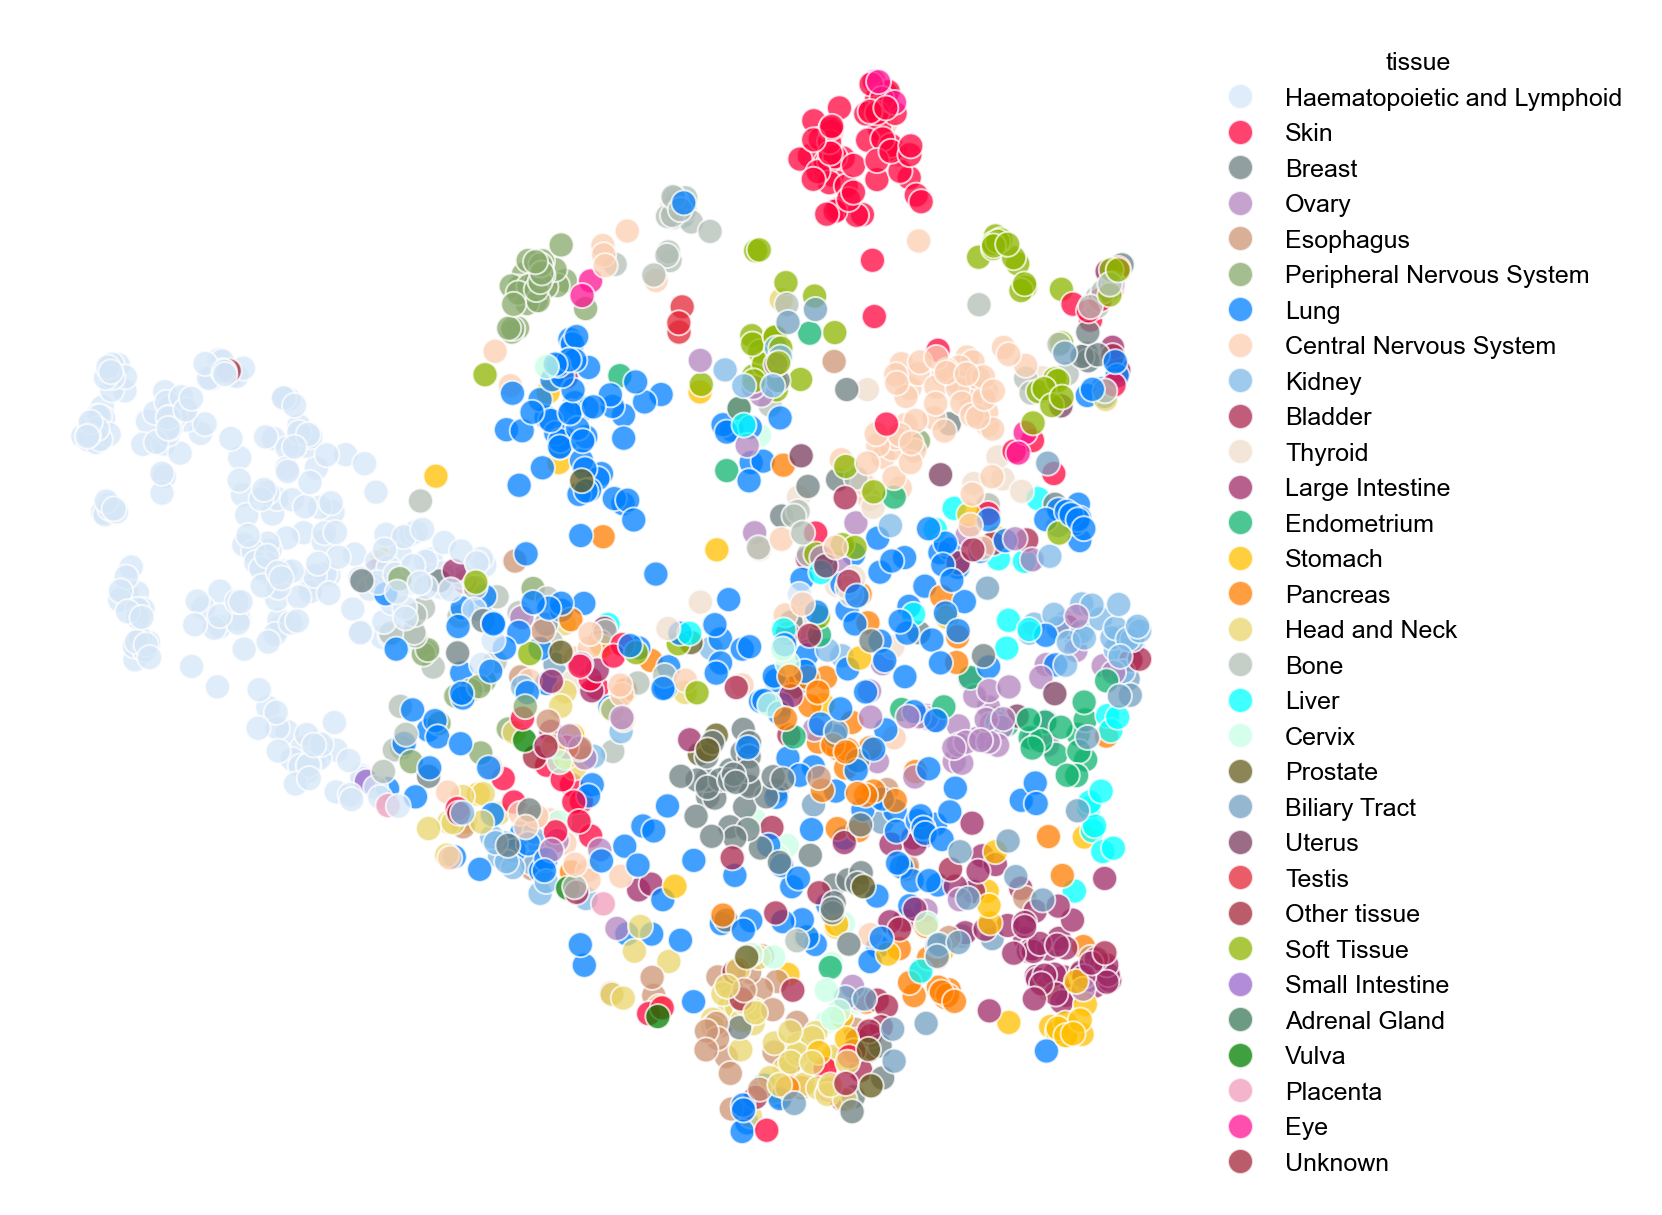 tissue
Haematopoietic and Lymphoid
Skin
Breast
Ovary
Esophagus
Peripheral Nervous System
Lung
Central Nervous System
Kidney
Bladder
Thyroid
Large Intestine
Endometrium
Stomach
Pancreas
Head and Neck
Bone
Liver
Cervix
Prostate
Biliary Tract
Uterus
Testis
Other tissue
Soft Tissue
Small Intestine
Adrenal Gland
Vulva
Placenta
Eye
Unknown